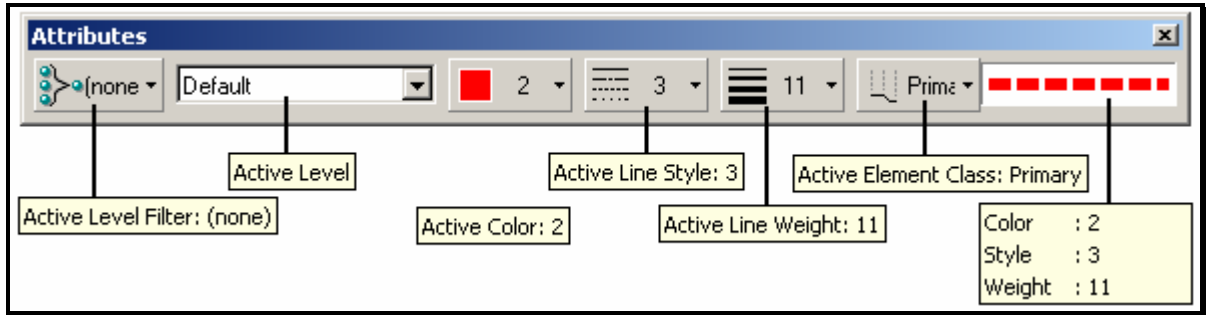 Attributes
(none
Default
2
3
11
Prima
Active Level
Active Line Style: 3
Active Element Class: Primary
Active Level Filter: (none)
Active Color: 2
Active Line Weight: 11
Color : 2
Style : 3
Weight : 11